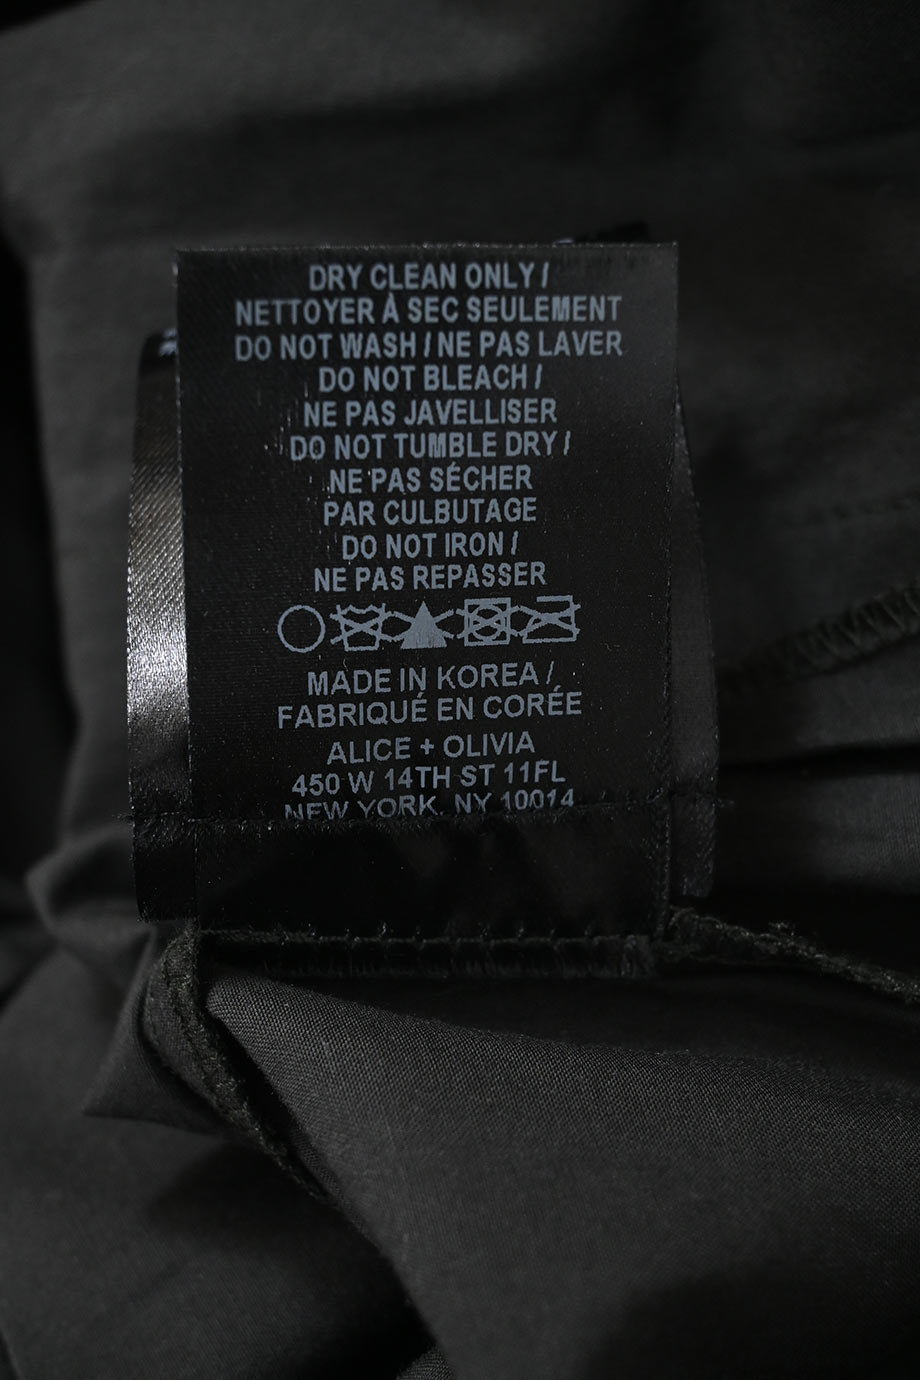 DRY CLEAN ONLY /
NETTOYER À SEC SEULEMENT
DO NOT WASH / NE PAS LAVER
DO NOT BLEACH /
NE PAS JAVELLISER
DO NOT TUMBLE DRY /
NE PAS SÉCHER
PAR CULBUTAGE
DO NOT IRON /
NE PAS REPASSER
MADE IN KOREA /
FABRIQUÉ EN CORÉE
ALICE + OLIVIA
450 W 14TH ST 11FL
NEW YORK, NY 10014